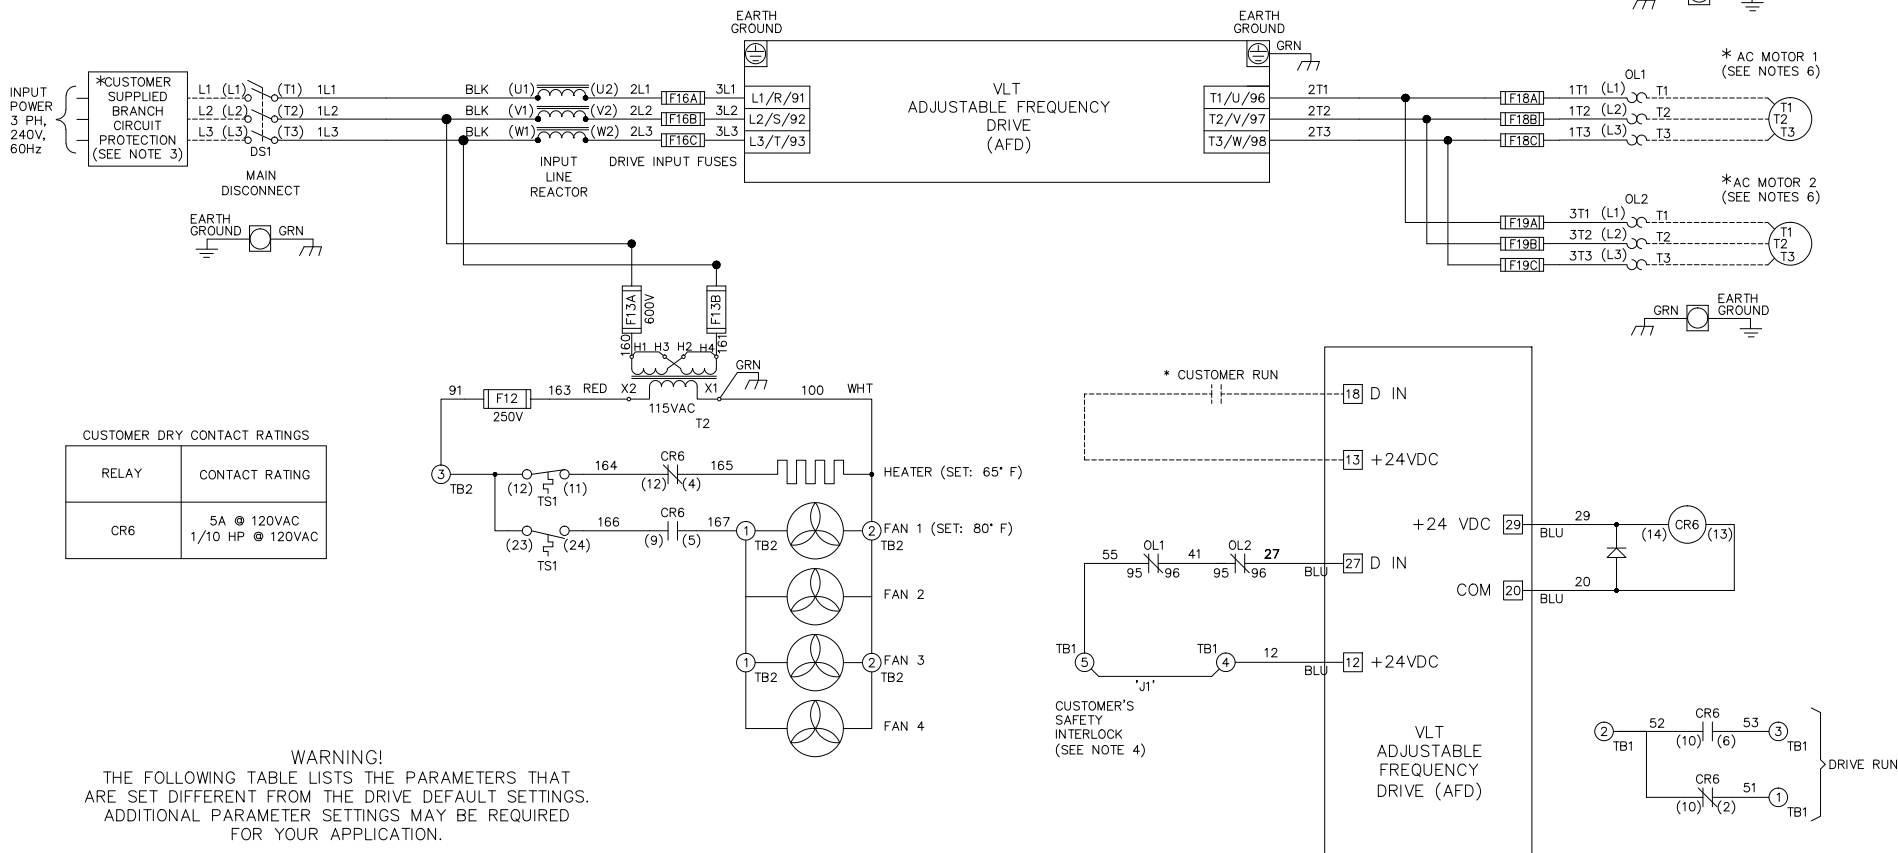 EARTH
GROUND
EARTH
GROUND
GRN
INPUT
POWER
3 PH,
240V,
60Hz
*CUSTOMER
SUPPLIED
BRANCH
CIRCUIT
PROTECTION
(SEE NOTE 3)
L1 (L1) (T1) 1L1 BLK (U1) (U2) 2L1 F16A 3L1 L1/R/91
L2 (L2) (T2) 1L2 BLK (V1) (V2) 2L2 F16B 3L2 L2/S/92
L3 (L3) (T3) 1L3 BLK (W1) (W2) 2L3 F16C 3L3 L3/T/93
DS1
MAIN
DISCONNECT
INPUT
LINE
REACTOR
DRIVE INPUT FUSES
VLT
ADJUSTABLE FREQUENCY
DRIVE
(AFD)
T1/U/96 2T1 F18A 1T1 (L1) OL1 T1
T2/V/97 2T2 F18B 1T2 (L2) T2
T3/W/98 2T3 F18C 1T3 (L3) T3
* AC MOTOR 1
(SEE NOTES 6)
T1
T2
T3
* AC MOTOR 2
(SEE NOTES 6)
F19A 3T1 (L1) OL2 T1
F19B 3T2 (L2) T2
F19C 3T3 (L3) T3
T1
T2
T3
EARTH
GROUND
GRN
GRN
EARTH
GROUND
F13A
600V
F13B
160
161
H1 H3 H2 H4
GRN
91 F12 163 RED X2 X1 100 WHT
250V
115VAC
T2
CUSTOMER DRY CONTACT RATINGS
RELAY CONTACT RATING
CR6 5A @ 120VAC
1/10 HP @ 120VAC
3 TB2 (12) TS1 (11) 164 CR6 (12) (4) 165 HEATER (SET: 65° F)
(23) TS1 (24) 166 CR6 (9) (5) 167 1 TB2 2 TB2 FAN 1 (SET: 80° F)
FAN 2
1 TB2 2 TB2 FAN 3
FAN 4
* CUSTOMER RUN
18 D IN
13 +24VDC
+24 VDC 29 29 BLU (14) CR6 (13)
55 OL1 95 96 41 OL2 95 96 27 BLU 27 D IN
COM 20 20 BLU
TB1 5 'J1' TB1 4 12 BLU 12 +24VDC
CUSTOMER'S
SAFETY
INTERLOCK
(SEE NOTE 4)
VLT
ADJUSTABLE
FREQUENCY
DRIVE (AFD)
2 TB1 52 CR6 (10) (6) 53 3 TB1
DRIVE RUN
CR6 (10) (2) 51 1 TB1
WARNING!
THE FOLLOWING TABLE LISTS THE PARAMETERS THAT
ARE SET DIFFERENT FROM THE DRIVE DEFAULT SETTINGS.
ADDITIONAL PARAMETER SETTINGS MAY BE REQUIRED
FOR YOUR APPLICATION.